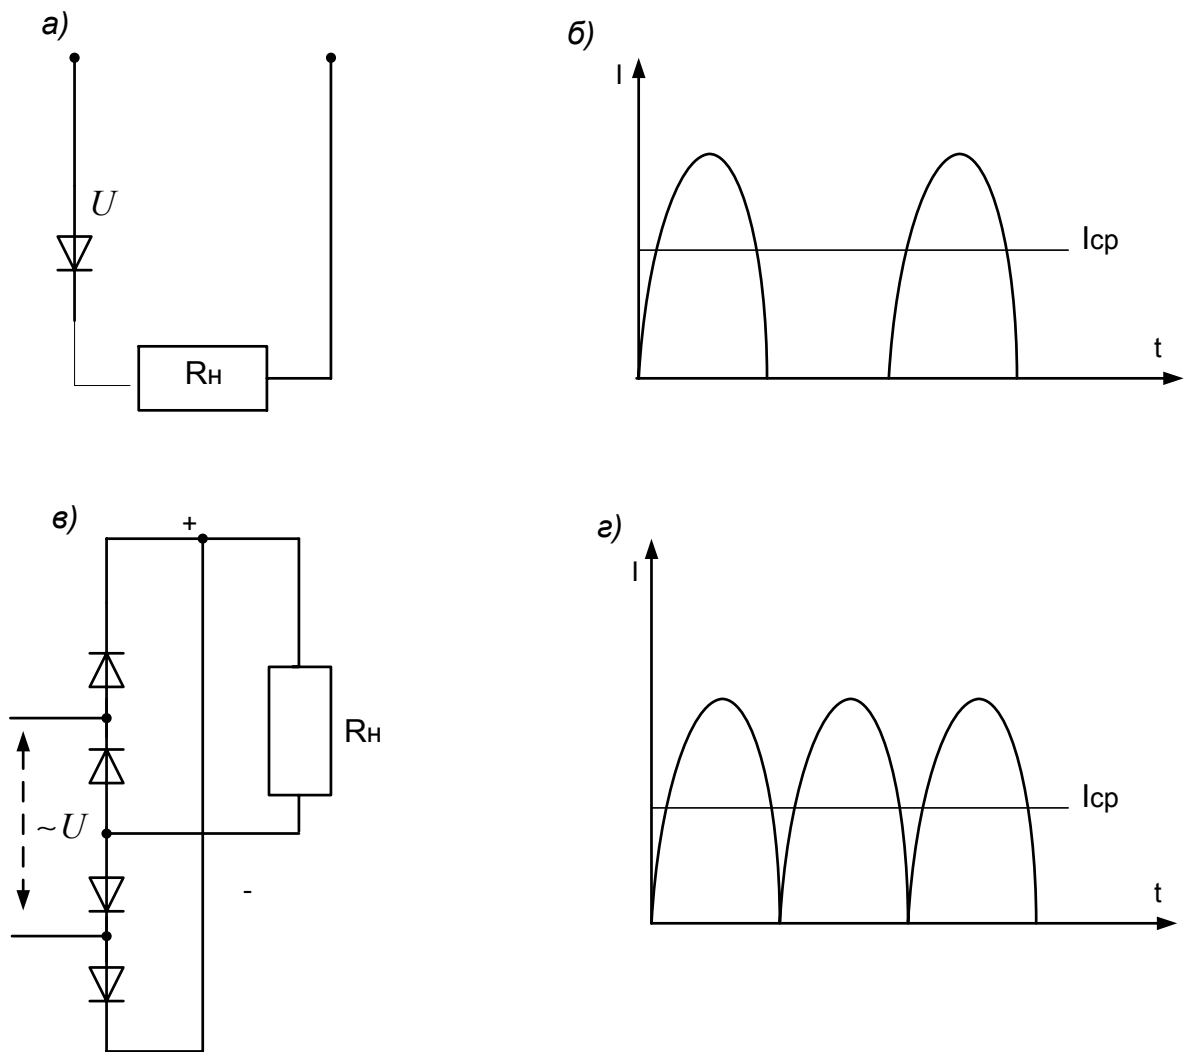 а)
U
Rн
б)
I
Iср
t
в)
+
Rн
~U
-
г)
I
Iср
t